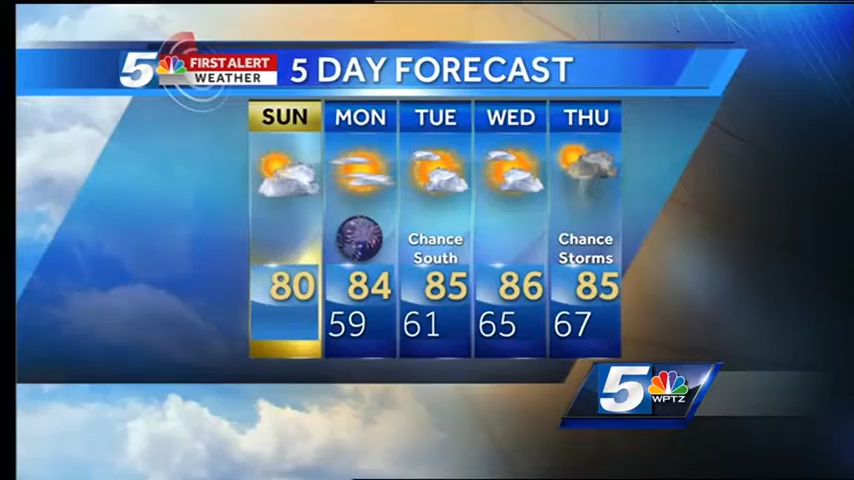 5 FIRST ALERT
WEATHER
5 DAY FORECAST
SUN MON TUE WED THU
Chance South
Chance Storms
80 84 85 86 85
59 61 65 67
5 WPTZ